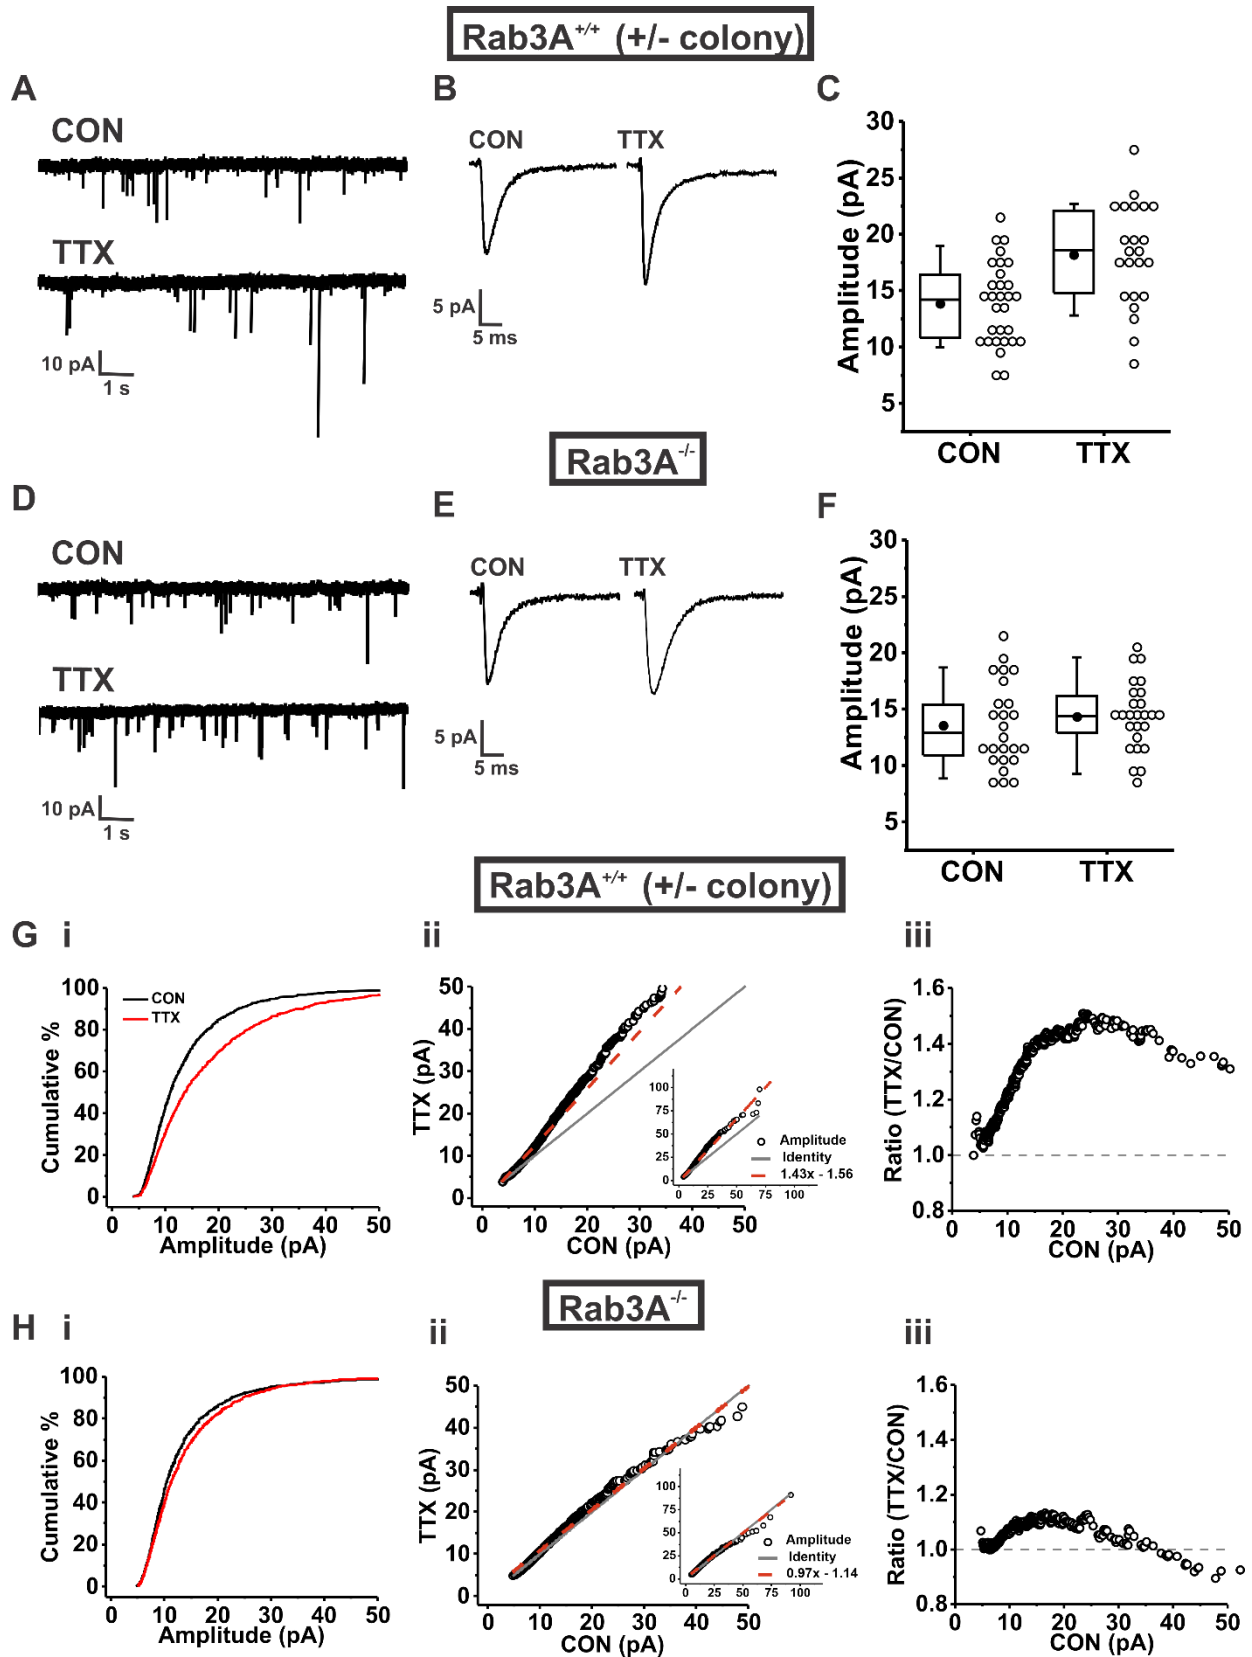 Rab3A+/+ (+/- colony)
A
B
C
CON
TTX
10 pA
1 s
CON
TTX
5 pA
5 ms
Amplitude (pA)
30
25
20
15
10
5
CON
TTX
Rab3A-/-
D
E
F
CON
TTX
10 pA
1 s
CON
TTX
5 pA
5 ms
Amplitude (pA)
30
25
20
15
10
5
CON
TTX
Rab3A+/+ (+/- colony)
G
i
ii
iii
Cumulative %
100
80
60
40
20
0
CON
TTX
0 10 20 30 40 50
Amplitude (pA)
TTX (pA)
50
40
30
20
10
0
0 10 20 30 40 50
CON (pA)
100
75
50
25
0
0 25 50 75 100
Amplitude
Identity
1.43x - 1.56
Ratio (TTX/CON)
1.6
1.4
1.2
1.0
0.8
0 10 20 30 40 50
CON (pA)
Rab3A-/-
H
i
ii
iii
Cumulative %
100
80
60
40
20
0
0 10 20 30 40 50
Amplitude (pA)
TTX (pA)
50
40
30
20
10
0
0 10 20 30 40 50
CON (pA)
100
75
50
25
0
0 25 50 75 100
Amplitude
Identity
0.97x - 1.14
Ratio (TTX/CON)
1.6
1.4
1.2
1.0
0.8
0 10 20 30 40 50
CON (pA)